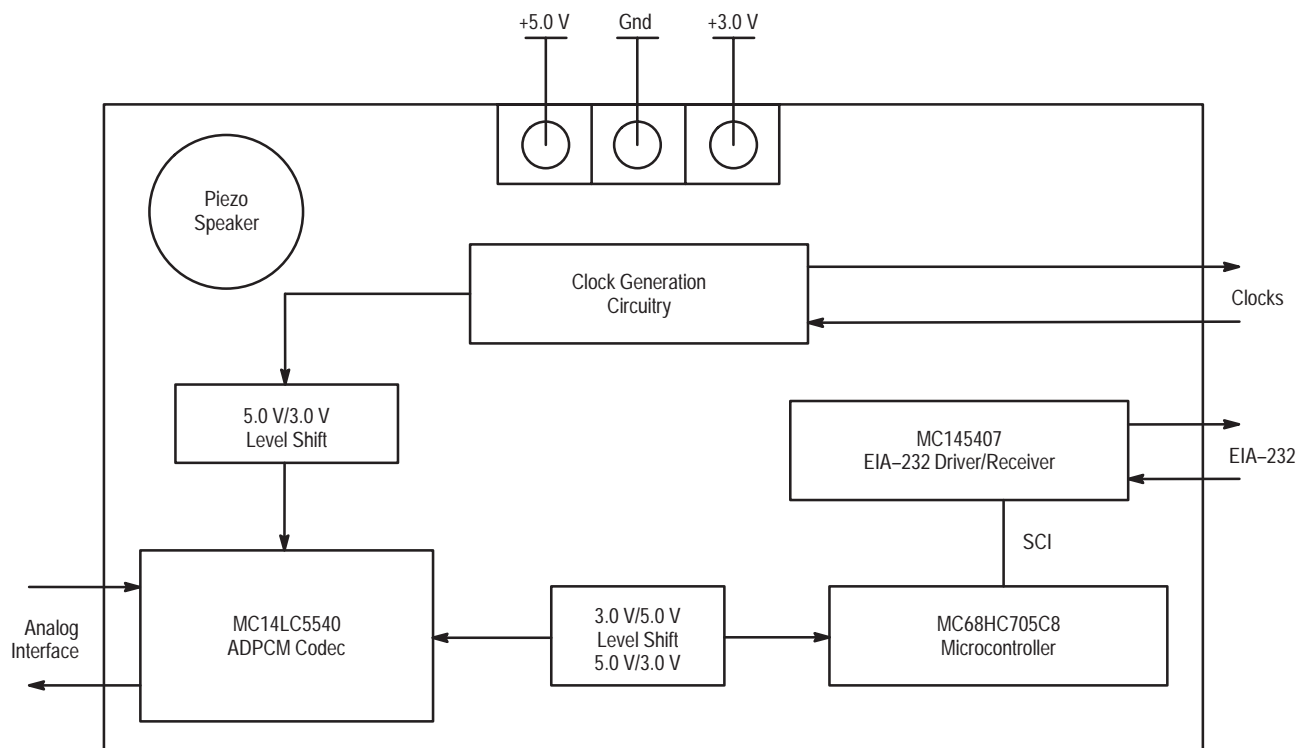 +5.0 V
Gnd
+3.0 V
Piezo
Speaker
Clock Generation
Circuitry
Clocks
5.0 V/3.0 V
Level Shift
MC145407
EIA–232 Driver/Receiver
EIA–232
SCI
Analog
Interface
MC14LC5540
ADPCM Codec
3.0 V/5.0 V
Level Shift
5.0 V/3.0 V
MC68HC705C8
Microcontroller